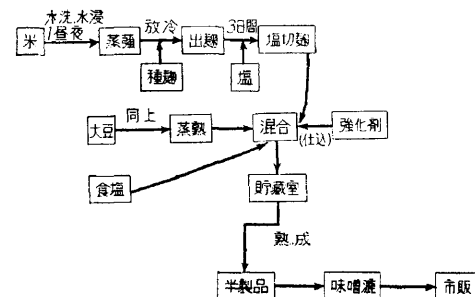 水洗,水浸
1昼夜
放冷
3日間
米
蒸醸
出麹
塩切麹
種麹
塩
同上
大豆
蒸熟
混合
強化剤
(仕込)
食塩
貯蔵室
熟成
半製品
味噌漉
市販